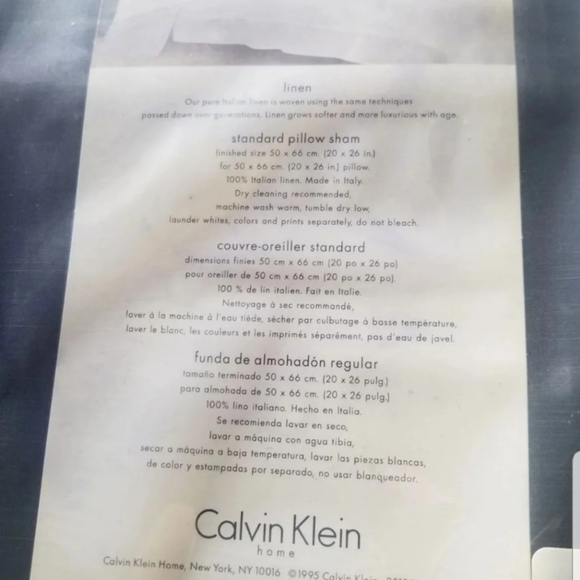 linen
Our pure Italian linen is woven using the same techniques
passed down over generations. Linen grows softer and more luxurious with age.
standard pillow sham
finished size 50 x 66 cm. (20 x 26 in.)
for 50 x 66 cm. (20 x 26 in.) pillow.
100% Italian linen. Made in Italy.
Dry cleaning recommended,
machine wash warm, tumble dry low,
launder whites, colors and prints separately, do not bleach.
couvre-oreiller standard
dimensions finies 50 cm x 66 cm (20 po x 26 po)
pour oreiller de 50 cm x 66 cm (20 po x 26 po).
100 % de lin italien. Fait en Italie.
Nettoyage à sec recommandé,
laver à la machine à l'eau tiède, sécher par culbutage à basse température,
laver le blanc, les couleurs et les imprimés séparément, pas d'eau de javel.
funda de almohadón regular
tamaño terminado 50 x 66 cm. (20 x 26 pulg.)
para almohada de 50 x 66 cm. (20 x 26 pulg.)
100% lino italiano. Hecho en Italia.
Se recomienda lavar en seco,
lavar a máquina con agua tibia,
secar a máquina a baja temperatura, lavar las piezas blancas,
de color y estampadas por separado, no usar blanqueador.
Calvin Klein
home
Calvin Klein Home, New York, NY 10016 ©1995 Calvin Klein